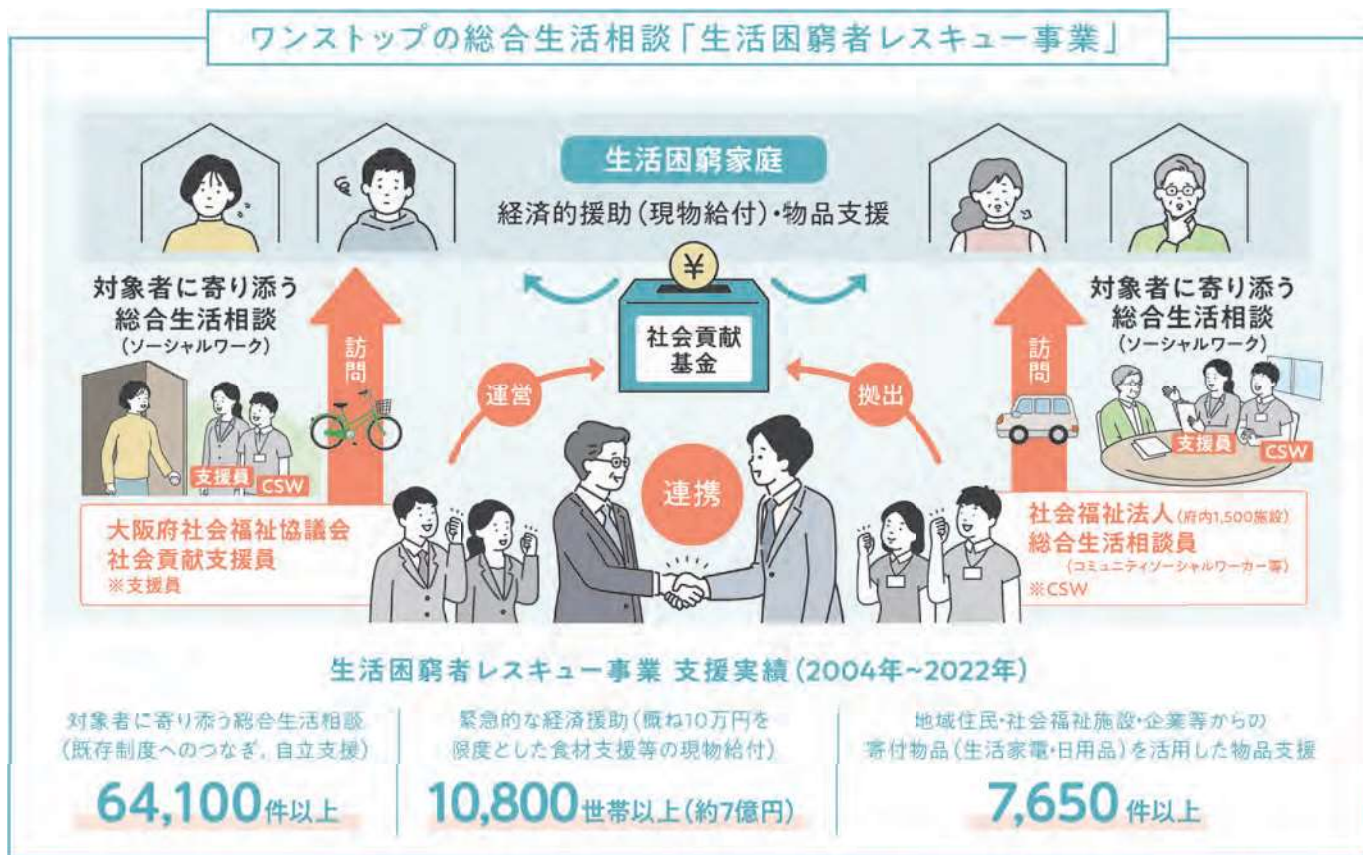 ワンストップの総合生活相談「生活困窮者レスキュー事業」
生活困窮家庭
経済的援助(現物給付)・物品支援
¥
社会貢献
基金
対象者に寄り添う
総合生活相談
(ソーシャルワーク)
訪問
支援員
CSW
運営
拠出
連携
対象者に寄り添う
総合生活相談
(ソーシャルワーク)
訪問
支援員
CSW
大阪府社会福祉協議会
社会貢献支援員
※支援員
社会福祉法人(府内1,500施設)
総合生活相談員
(コミュニティソーシャルワーカー等)
※CSW
生活困窮者レスキュー事業 支援実績(2004年~2022年)
対象者に寄り添う総合生活相談
(既存制度へのつなぎ、自立支援)
64,100件以上
緊急的な経済援助(概ね10万円を
限度とした食材支援等の現物給付)
10,800世帯以上(約7億円)
地域住民・社会福祉施設・企業等からの
寄付物品(生活家電・日用品)を活用した物品支援
7,650件以上